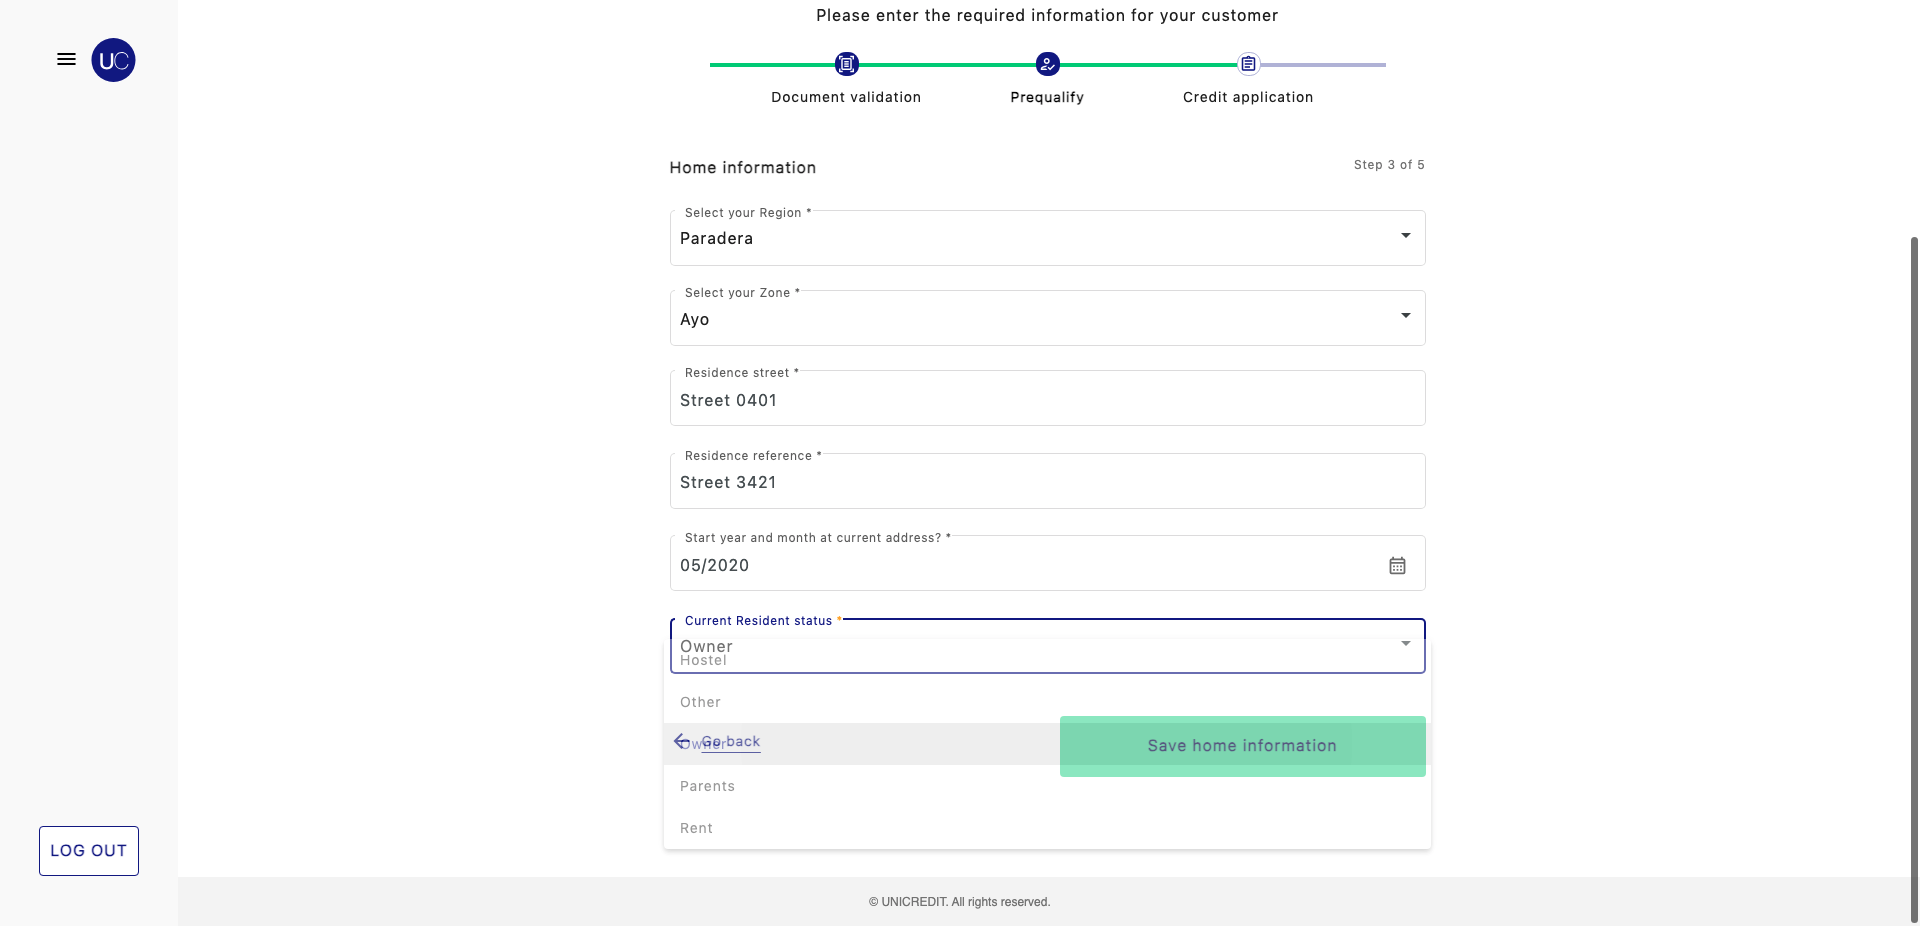 Please enter the required information for your customer
UC
Document validation
Prequalify
Credit application
Home information
Step 3 of 5
Select your Region *
Paradera
Select your Zone *
Ayo
Residence street *
Street 0401
Residence reference *
Street 3421
Start year and month at current address? *
05/2020
Current Resident status *
Owner
Hostel
Other
Owner
Go back
Save home information
Parents
Rent
LOG OUT
© UNICREDIT. All rights reserved.